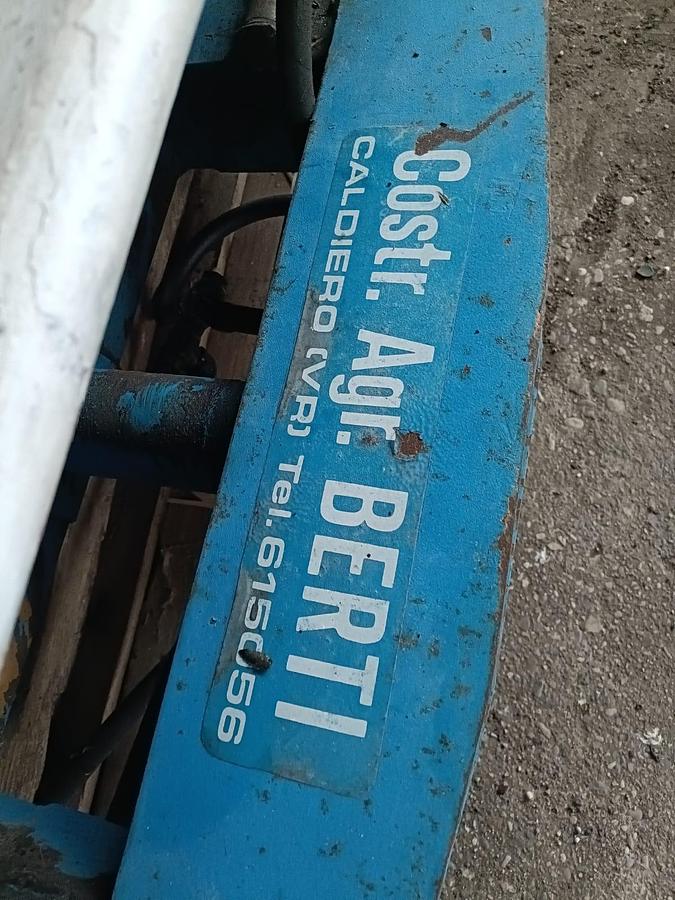 Costr. Agr. BERTI
CALDIERO (VR) Tel. 615056